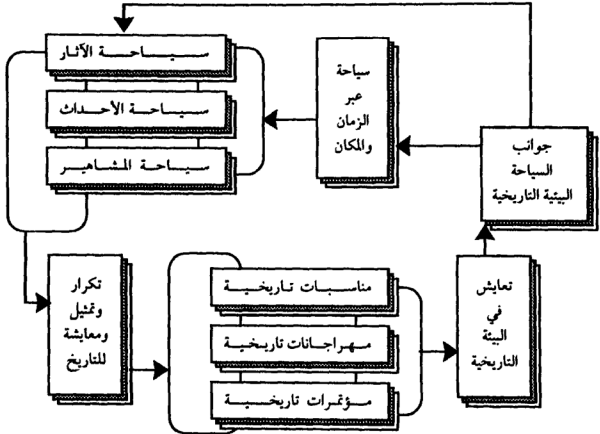 جوانب
السياحة
البيئية التاريخية
سياحة
عبر
الزمان
والمكان
سياحة الآثار
سياحة الأحداث
سياحة المشاهير
تكرار
وتمثيل
ومعايشة
للتاريخ
مناسبات تاريخية
مهرجانات تاريخية
مؤتمرات تاريخية
تعايش
في
البيئة
التاريخية